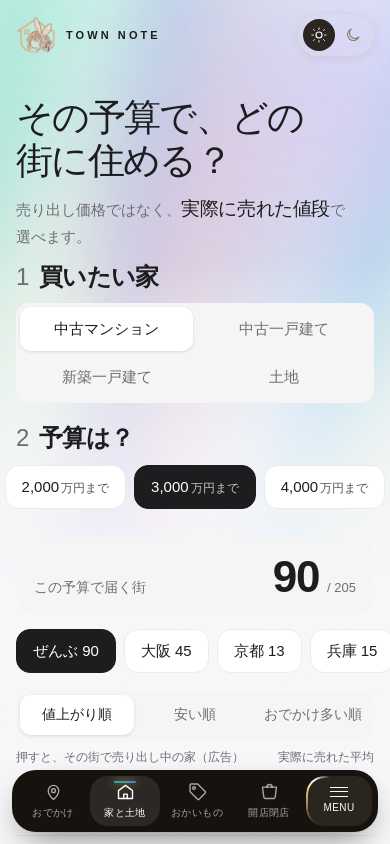 TOWN NOTE
その予算で、どの
街に住める？
売り出し価格ではなく、実際に売れた値段で
選べます。
1 買いたい家
中古マンション 中古一戸建て
新築一戸建て 土地
2 予算は？
2,000万円まで 3,000万円まで 4,000万円まで
この予算で届く街 90 / 205
ぜんぶ 90 大阪 45 京都 13 兵庫 15
値上がり順 安い順 おでかけ多い順
押すと、その街で売り出し中の家（広告） 実際に売れた平均
おでかけ 家と土地 おかいもの 開店閉店 MENU